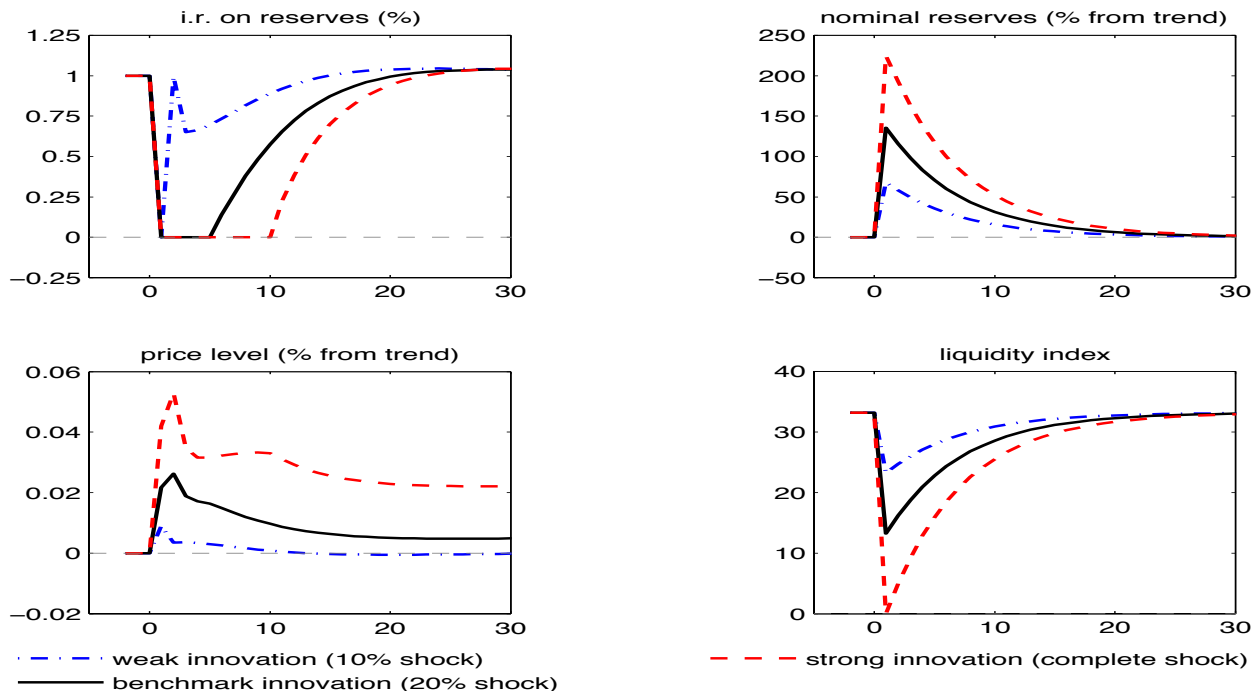 i.r. on reserves (%)
1.25
1
0.75
0.5
0.25
0
−0.25
0 10 20 30
nominal reserves (% from trend)
250
200
150
100
50
0
−50
0 10 20 30
price level (% from trend)
0.06
0.04
0.02
0
−0.02
0 10 20 30
liquidity index
40
30
20
10
0
0 10 20 30
weak innovation (10% shock)
benchmark innovation (20% shock)
strong innovation (complete shock)